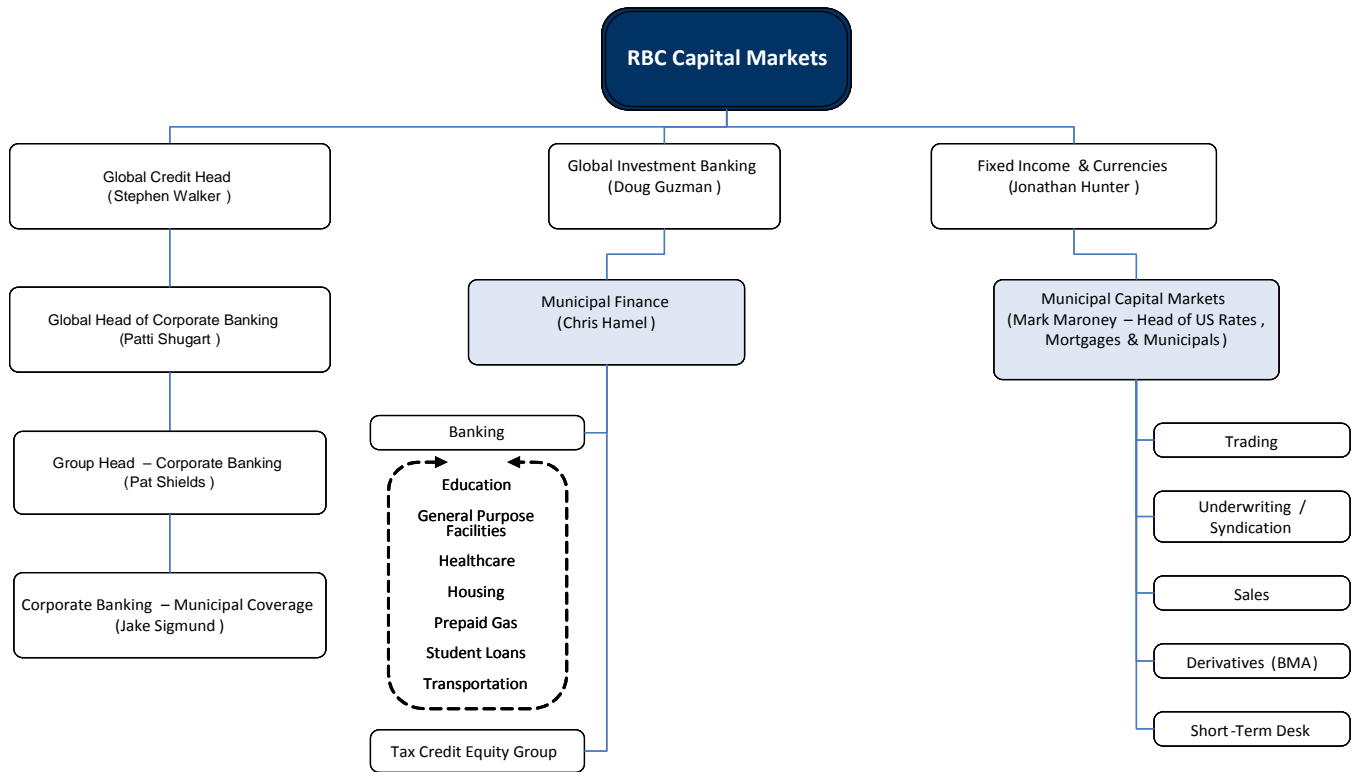 RBC Capital Markets
Global Credit Head
(Stephen Walker )
Global Investment Banking
(Doug Guzman )
Fixed Income & Currencies
(Jonathan Hunter )
Global Head of Corporate Banking
(Patti Shugart )
Municipal Finance
(Chris Hamel )
Municipal Capital Markets
(Mark Maroney – Head of US Rates ,
Mortgages & Municipals )
Group Head – Corporate Banking
(Pat Shields )
Corporate Banking – Municipal Coverage
(Jake Sigmund )
Banking
Education
General Purpose
Facilities
Healthcare
Housing
Prepaid Gas
Student Loans
Transportation
Tax Credit Equity Group
Trading
Underwriting /
Syndication
Sales
Derivatives (BMA)
Short-Term Desk